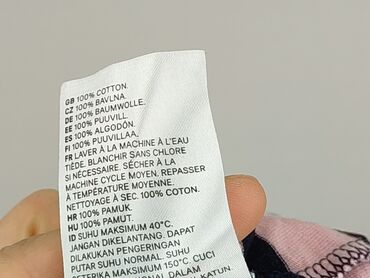 GB 100% COTTON.
CZ 100% BAVLNA.
DE 100% BAUMWOLLE.
EE 100% PUUVILL.
ES 100% ALGODÓN.
FI 100% PUUVILLAA.
FR LAVER À LA MACHINE À L'EAU
TIÈDE. BLANCHIR SANS CHLORE
SI NÉCESSAIRE. SÉCHER À LA
MACHINE CYCLE MOYEN. REPASSER
À TEMPÉRATURE MOYENNE.
NETTOYAGE À SEC. 100% COTON.
HR 100% PAMUK.
HU 100% PAMUT.
ID SUHU MAKSIMUM 40°C.
JANGAN DIKELANTANG. DAPAT
DILAKUKAN PENGERINGAN
PUTAR SUHU NORMAL. SUHU
SETERIKA MAKSIMUM 150°C. CUCI
DALAM KATUN.